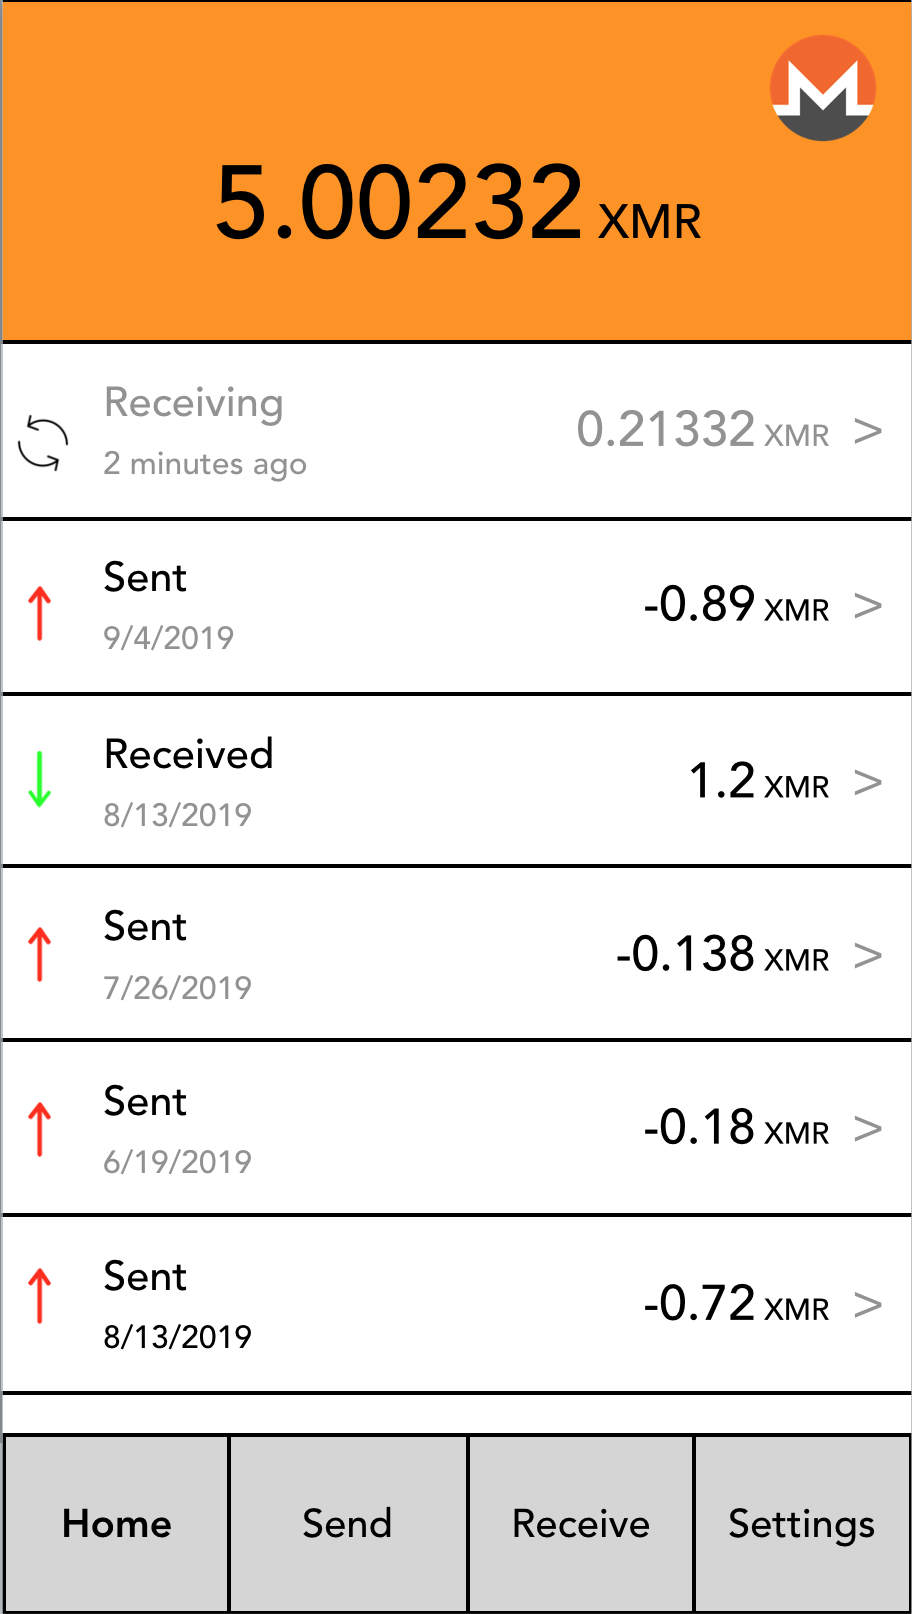 5.00232 XMR
Receiving
2 minutes ago
0.21332 XMR >
Sent
9/4/2019
-0.89 XMR >
Received
8/13/2019
1.2 XMR >
Sent
7/26/2019
-0.138 XMR >
Sent
6/19/2019
-0.18 XMR >
Sent
8/13/2019
-0.72 XMR >
Home Send Receive Settings